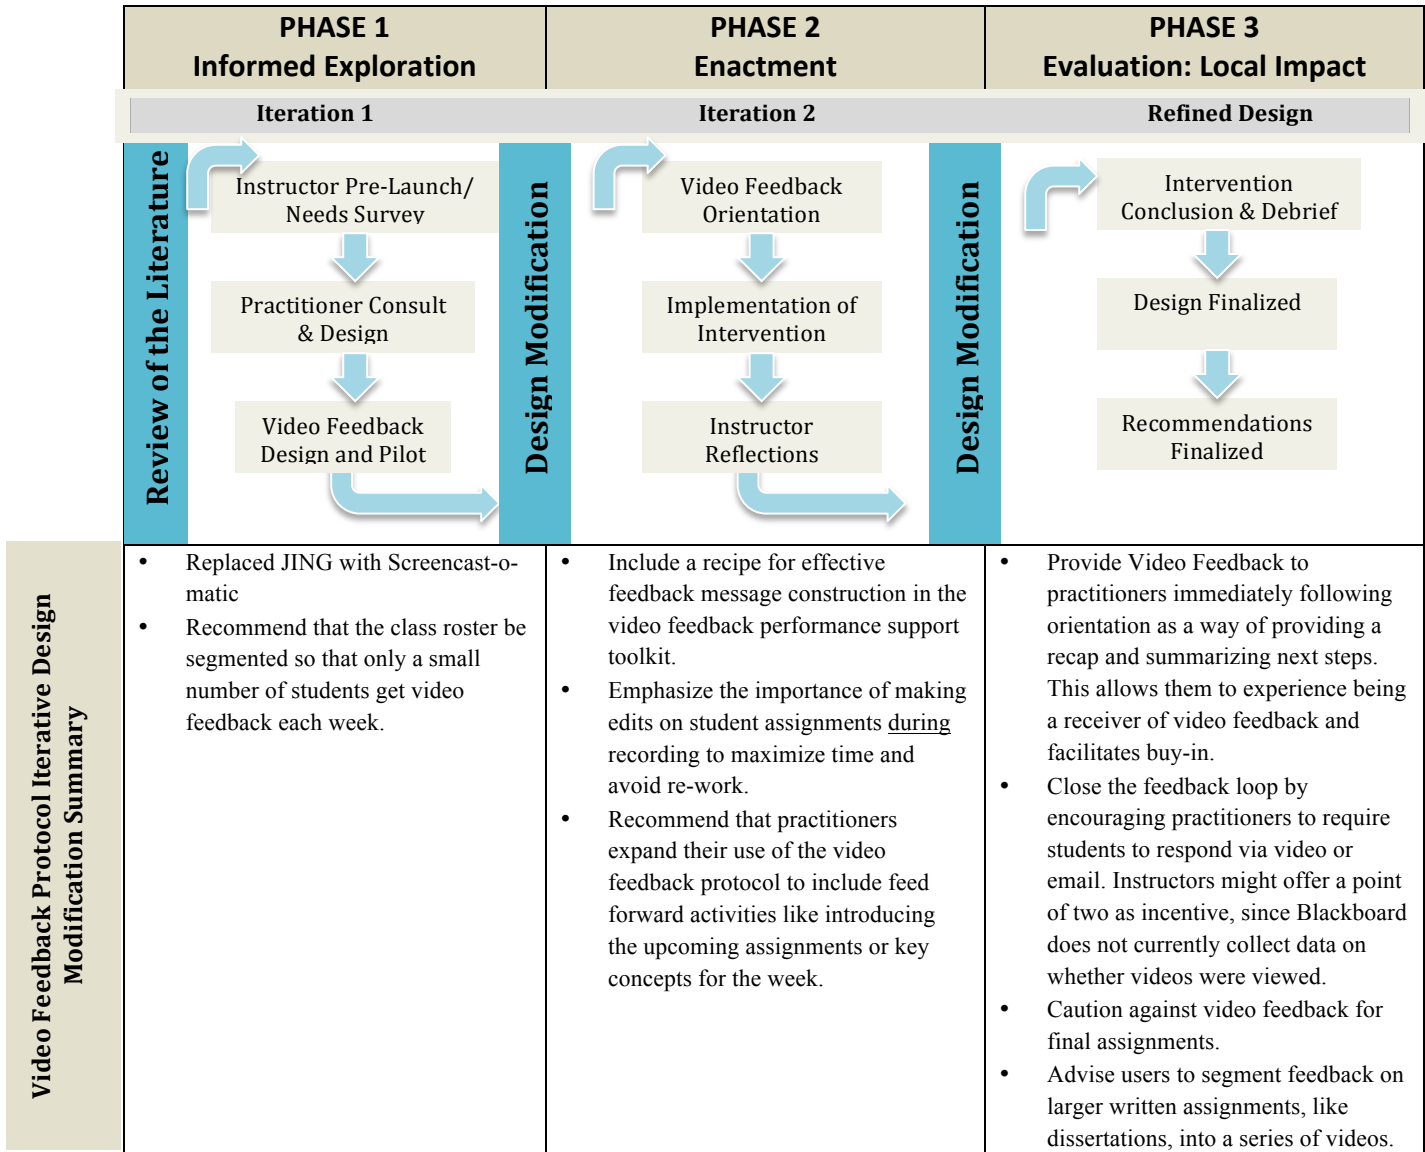 PHASE 1
Informed Exploration
PHASE 2
Enactment
PHASE 3
Evaluation: Local Impact
Iteration 1
Iteration 2
Refined Design
Review of the Literature
Instructor Pre-Launch/
Needs Survey
Practitioner Consult
& Design
Video Feedback
Design and Pilot
Design Modification
Video Feedback
Orientation
Implementation of
Intervention
Instructor
Reflections
Design Modification
Intervention
Conclusion & Debrief
Design Finalized
Recommendations
Finalized
Video Feedback Protocol Iterative Design
Modification Summary
• Replaced JING with Screencast-o-
matic
• Recommend that the class roster be
segmented so that only a small
number of students get video
feedback each week.
• Include a recipe for effective
feedback message construction in the
video feedback performance support
toolkit.
• Emphasize the importance of making
edits on student assignments during
recording to maximize time and
avoid re-work.
• Recommend that practitioners
expand their use of the video
feedback protocol to include feed
forward activities like introducing
the upcoming assignments or key
concepts for the week.
• Provide Video Feedback to
practitioners immediately following
orientation as a way of providing a
recap and summarizing next steps.
This allows them to experience being
a receiver of video feedback and
facilitates buy-in.
• Close the feedback loop by
encouraging practitioners to require
students to respond via video or
email. Instructors might offer a point
of two as incentive, since Blackboard
does not currently collect data on
whether videos were viewed.
• Caution against video feedback for
final assignments.
• Advise users to segment feedback on
larger written assignments, like
dissertations, into a series of videos.